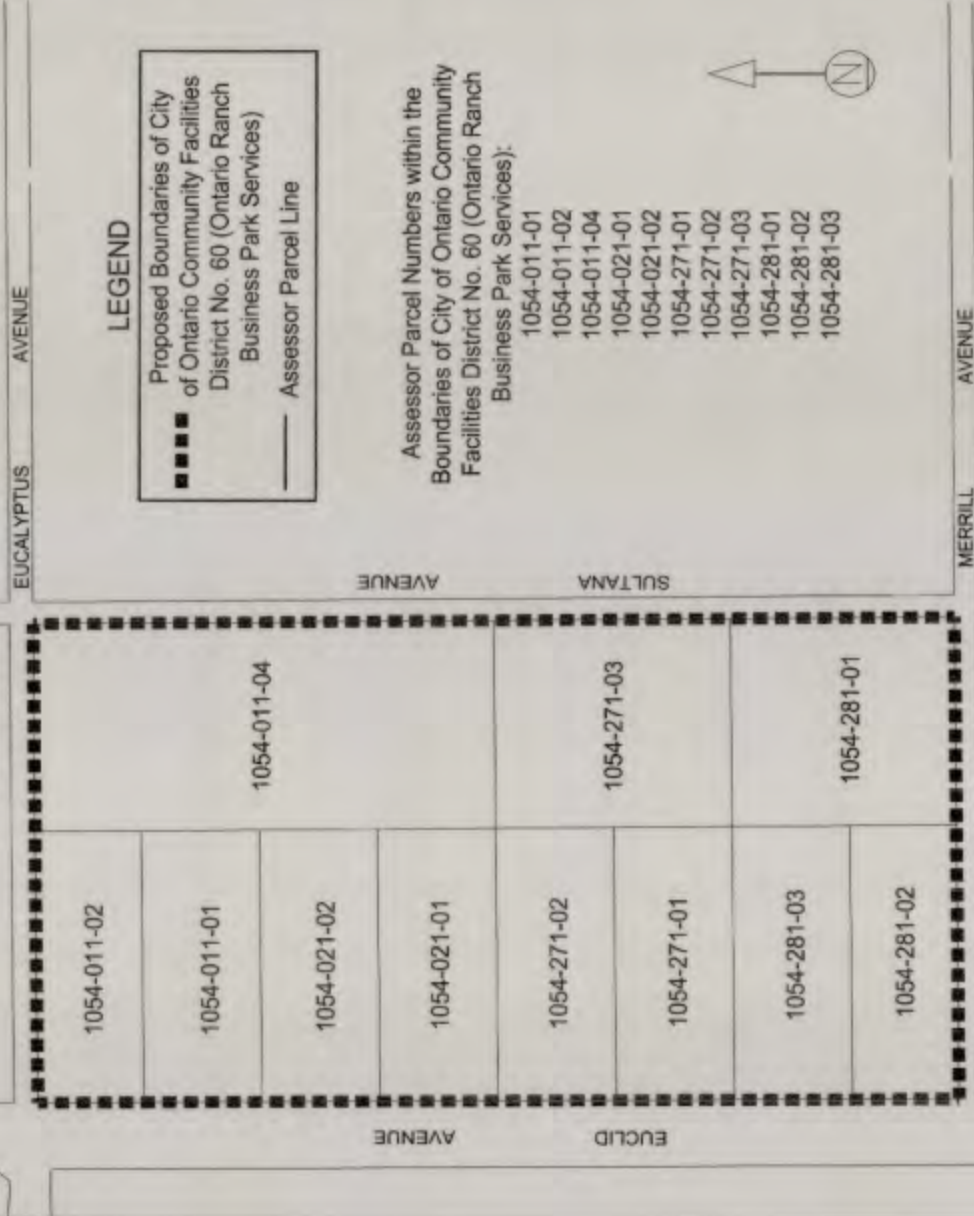 EUCALYPTUS AVENUE
LEGEND
Proposed Boundaries of City
of Ontario Community Facilities
District No. 60 (Ontario Ranch
Business Park Services)
Assessor Parcel Line
Assessor Parcel Numbers within the
Boundaries of City of Ontario Community
Facilities District No. 60 (Ontario Ranch
Business Park Services):
1054-011-01
1054-011-02
1054-011-04
1054-021-01
1054-021-02
1054-271-01
1054-271-02
1054-271-03
1054-281-01
1054-281-02
1054-281-03
N
SULTANA AVENUE
1054-011-04
1054-271-03
1054-281-01
1054-011-02
1054-011-01
1054-021-02
1054-021-01
1054-271-02
1054-271-01
1054-281-03
1054-281-02
EUCLID AVENUE
MERRILL AVENUE